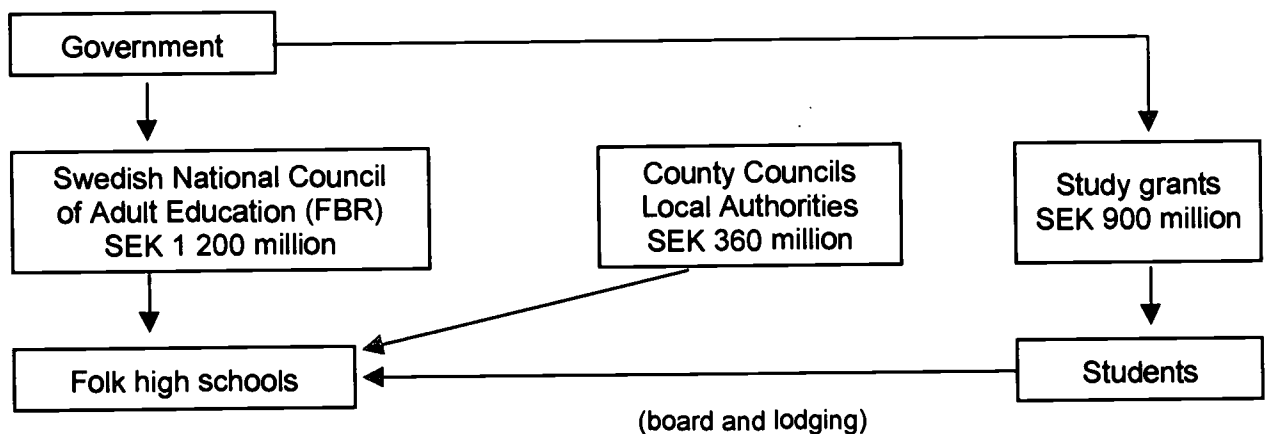 Government
Swedish National Council
of Adult Education (FBR)
SEK 1 200 million
County Councils
Local Authorities
SEK 360 million
Study grants
SEK 900 million
Folk high schools
Students
(board and lodging)